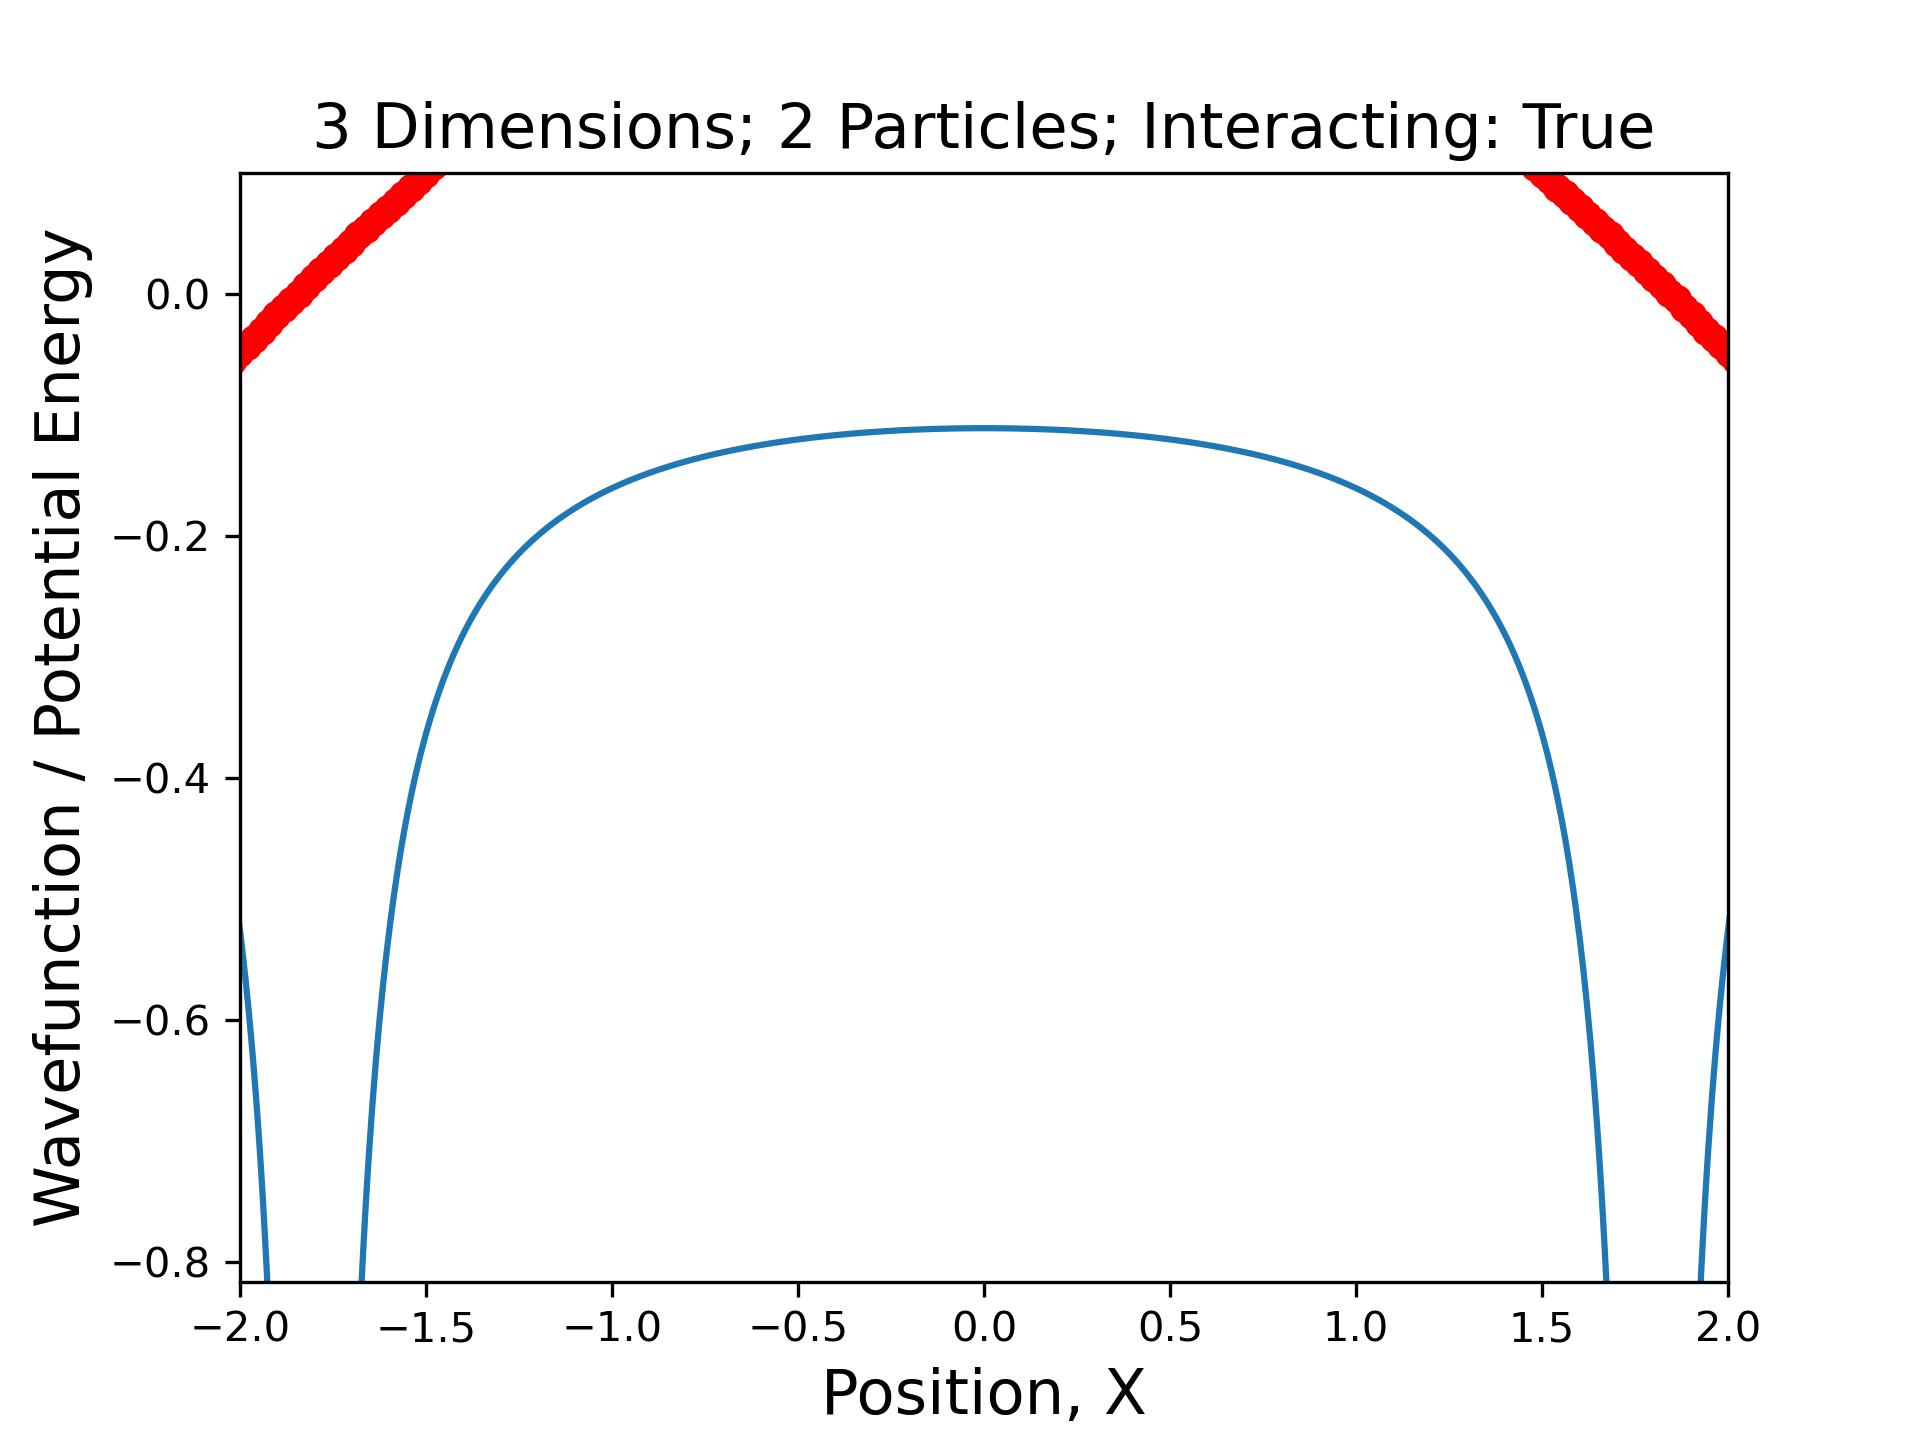 3 Dimensions; 2 Particles; Interacting: True
Wavefunction / Potential Energy
0.0
−0.2
−0.4
−0.6
−0.8
−2.0 −1.5 −1.0 −0.5 0.0 0.5 1.0 1.5 2.0
Position, X